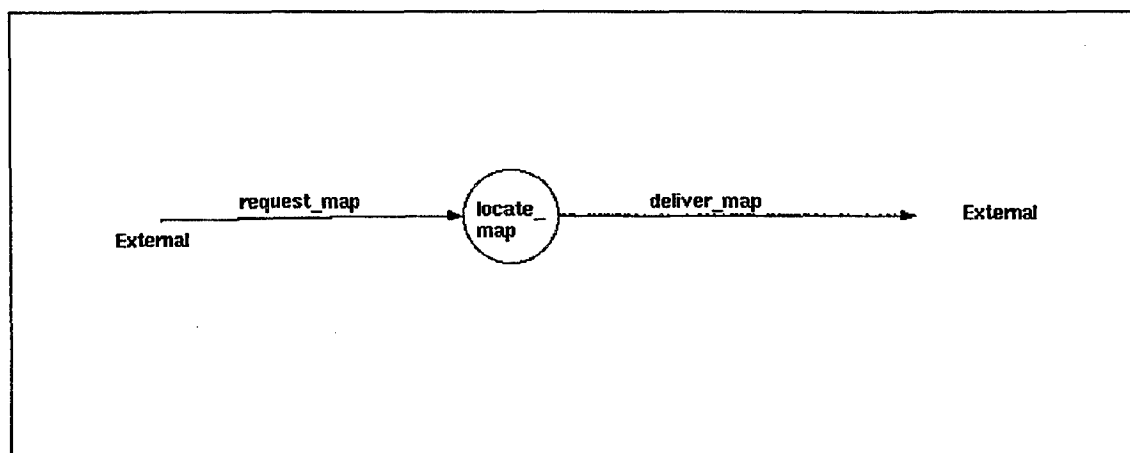 request_map
External
locate_
map
deliver_map
External